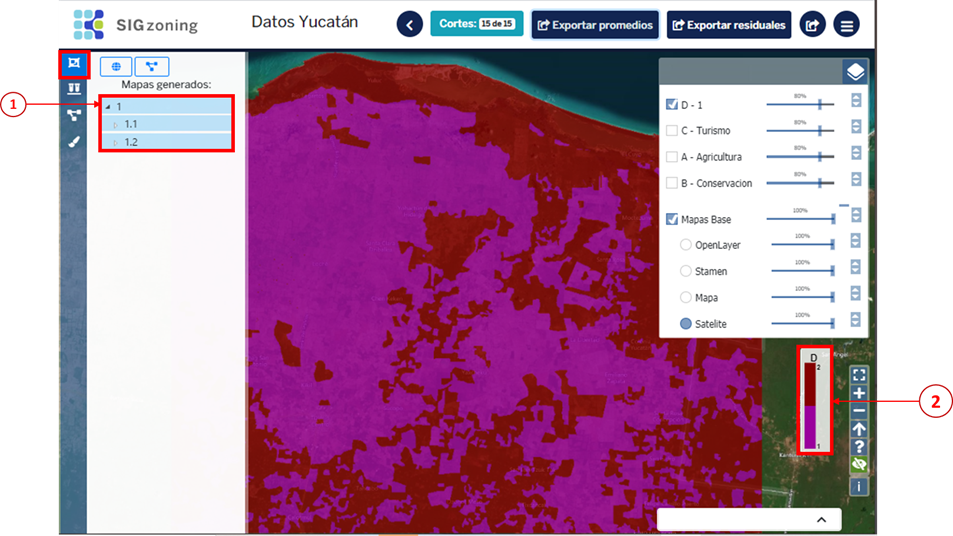 SIGzoning
Datos Yucatán
Cortes: 15 de 15
Exportar promedios
Exportar residuales
Mapas generados:
1
1
1.1
1.2
D - 1
80%
C - Turismo
80%
A - Agricultura
80%
B - Conservacion
80%
Mapas Base
100%
OpenLayer
100%
Stamen
100%
Mapa
100%
Satelite
100%
D
2
1
2
?
i